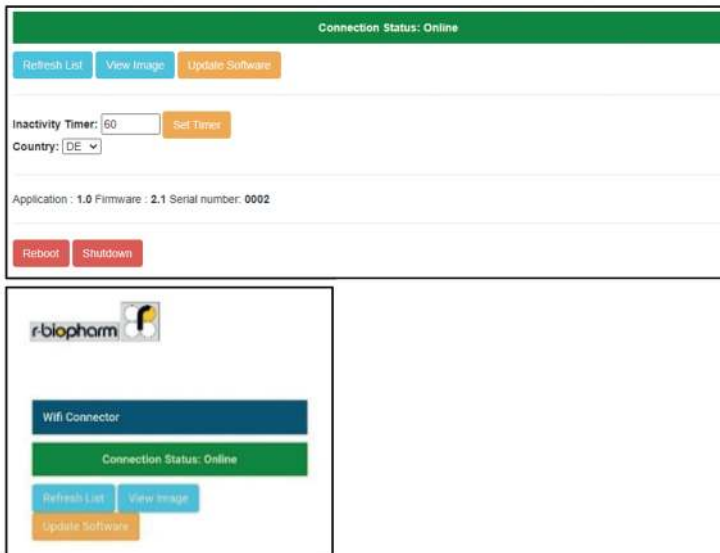 Connection Status: Online
Refresh List View Image Update Software
Inactivity Timer: 60 Set Timer
Country: DE
Application : 1.0 Firmware : 2.1 Serial number: 0002
Reboot Shutdown
r-biopharm
Wifi Connector
Connection Status: Online
Refresh List View Image
Update Software